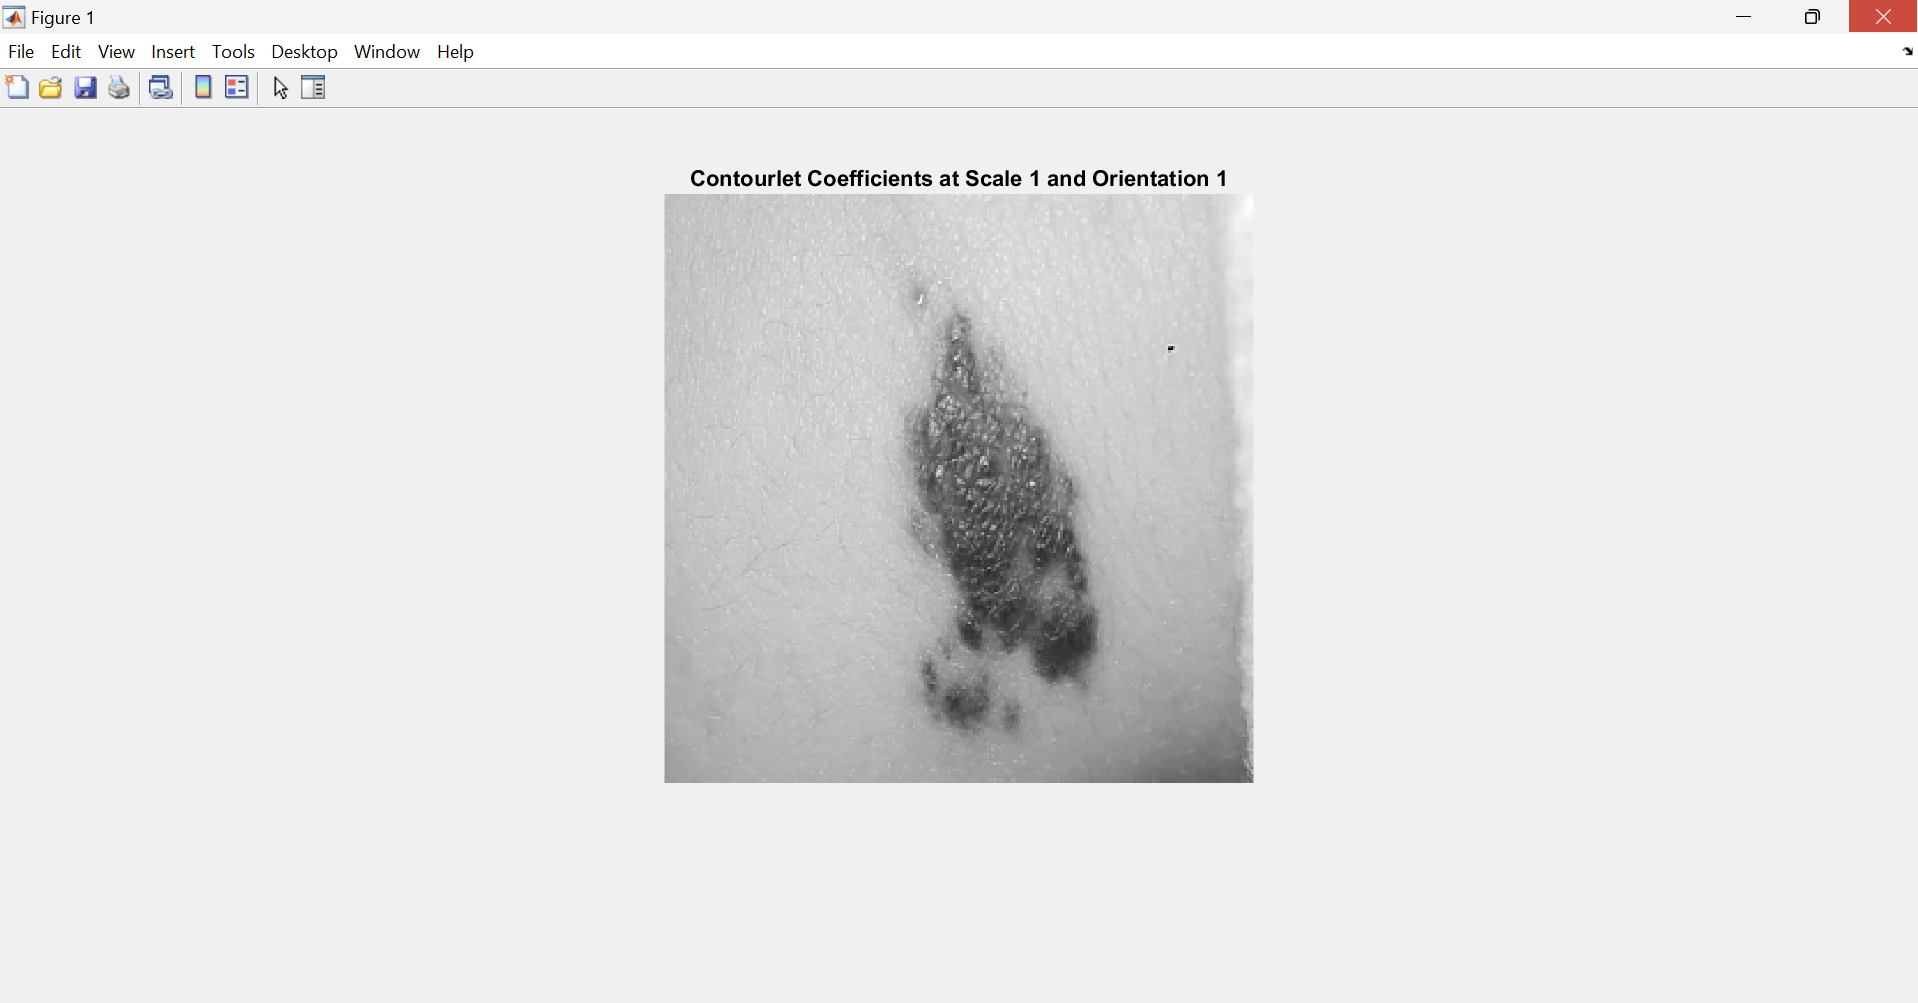 Figure 1
File Edit View Insert Tools Desktop Window Help
Contourlet Coefficients at Scale 1 and Orientation 1